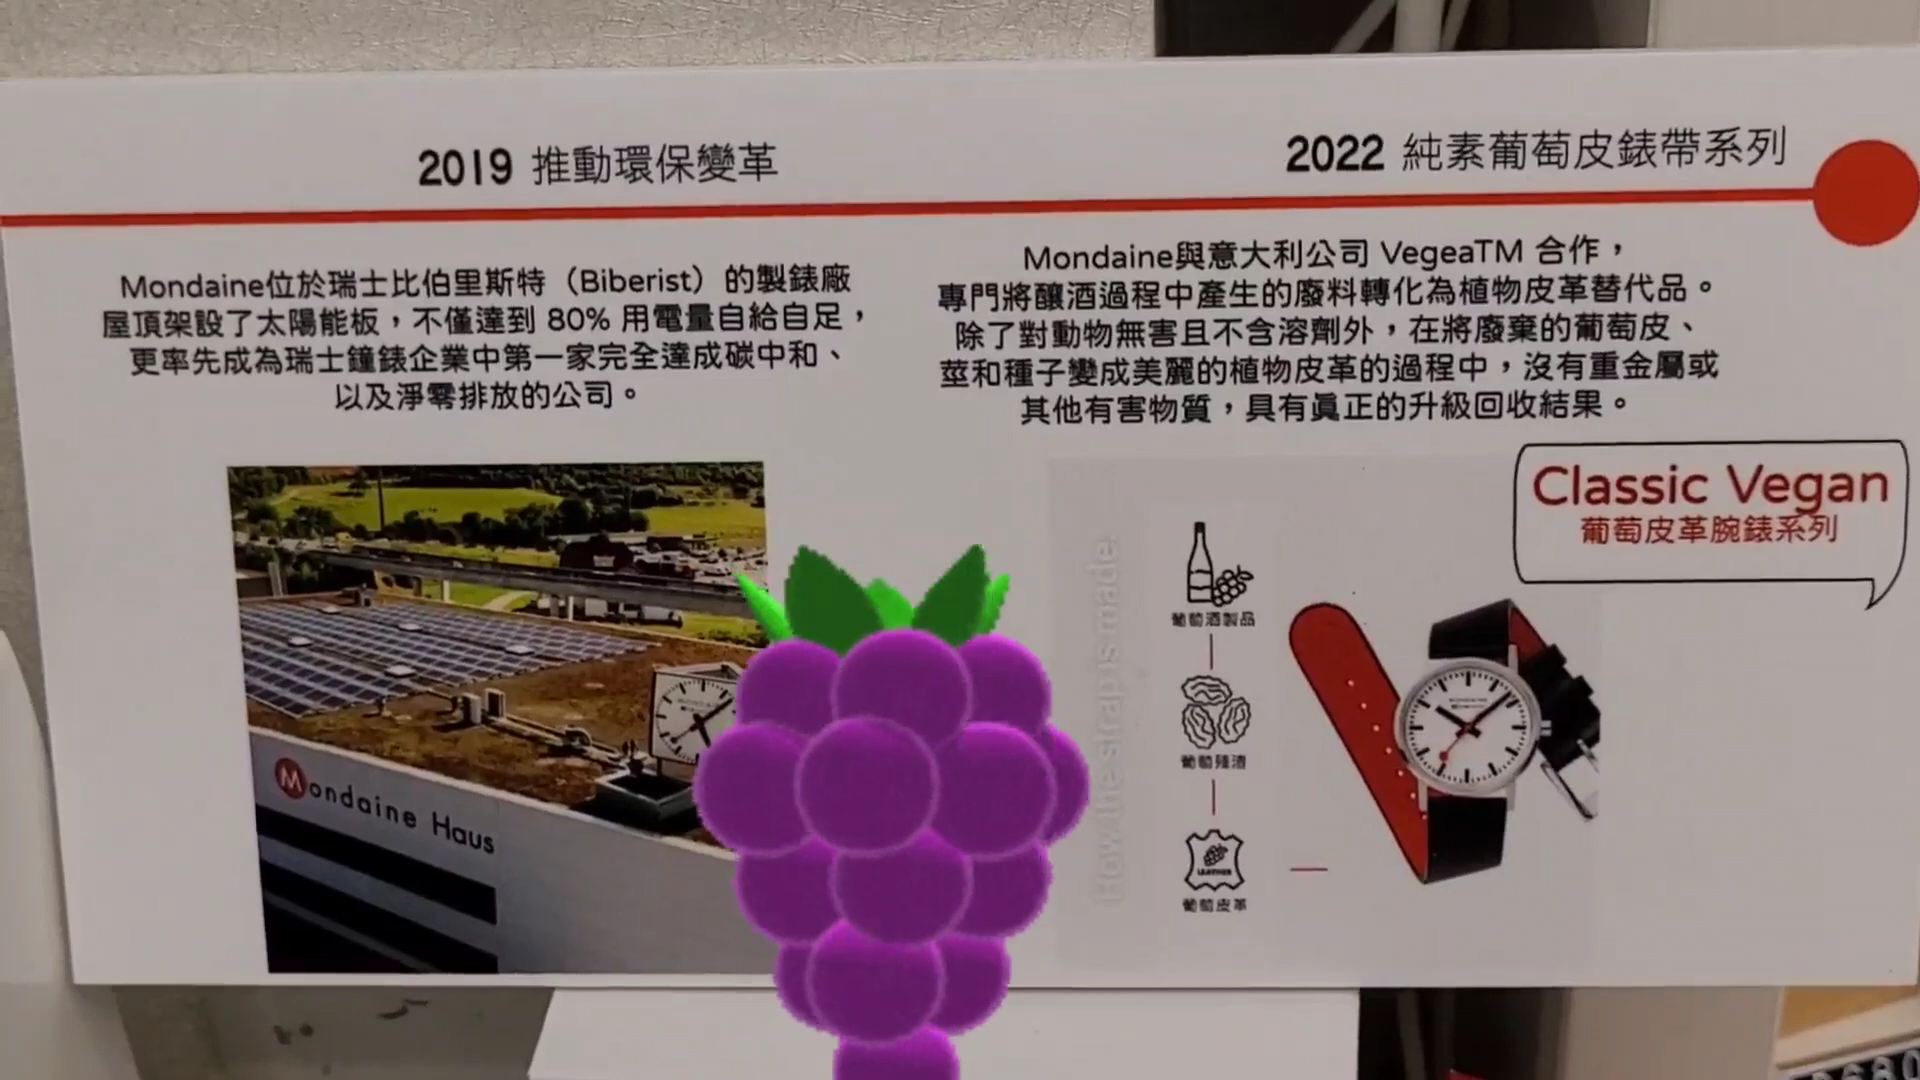 2019 推動環保變革
Mondaine位於瑞士比伯里斯特（Biberist）的製錶廠
屋頂架設了太陽能板，不僅達到 80% 用電量自給自足，
更率先成為瑞士鐘錶企業中第一家完全達成碳中和、
以及淨零排放的公司。
Mondaine Haus
2022 純素葡萄皮錶帶系列
Mondaine與意大利公司 VegeaTM 合作，
專門將釀酒過程中產生的廢料轉化為植物皮革替代品。
除了對動物無害且不含溶劑外，在將廢棄的葡萄皮、
莖和種子變成美麗的植物皮革的過程中，沒有重金屬或
其他有害物質，具有真正的升級回收結果。
Classic Vegan
葡萄皮革腕錶系列
How the strap is made
葡萄酒製品
葡萄殘渣
LEATHER
葡萄皮革